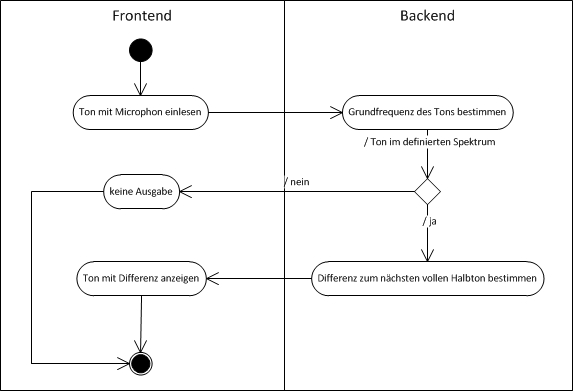 Frontend
Backend
Ton mit Microphon einlesen
Grundfrequenz des Tons bestimmen
/ Ton im definierten Spektrum
/ nein
keine Ausgabe
/ ja
Ton mit Differenz anzeigen
Differenz zum nächsten vollen Halbton bestimmen